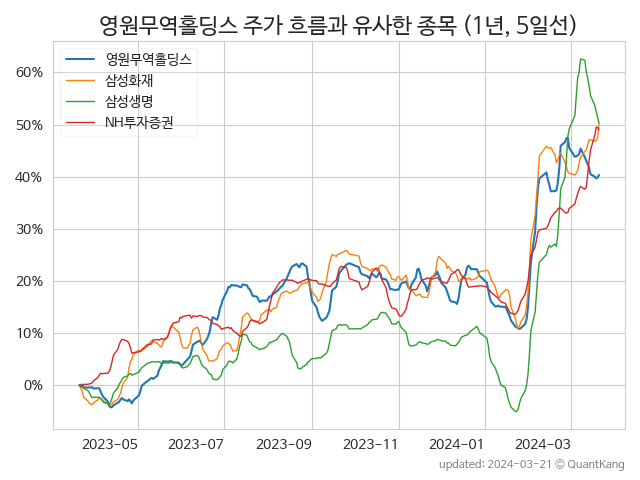 영원무역홀딩스 주가 흐름과 유사한 종목 (1년, 5일선)
영원무역홀딩스
삼성화재
삼성생명
NH투자증권
60%
50%
40%
30%
20%
10%
0%
2023-05 2023-07 2023-09 2023-11 2024-01 2024-03
updated: 2024-03-21 © QuantKang